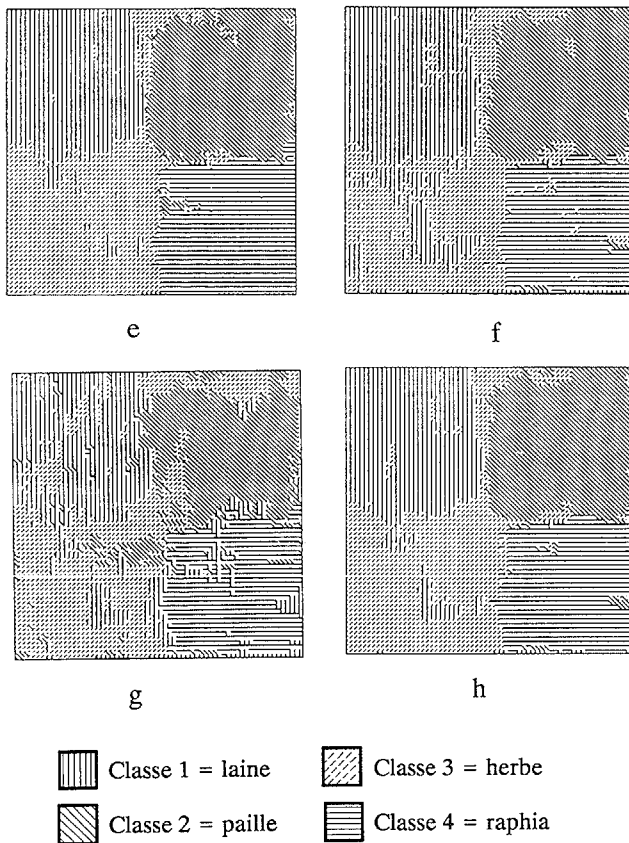 e
f
g
h
Classe 1 = laine
Classe 3 = herbe
Classe 2 = paille
Classe 4 = raphia